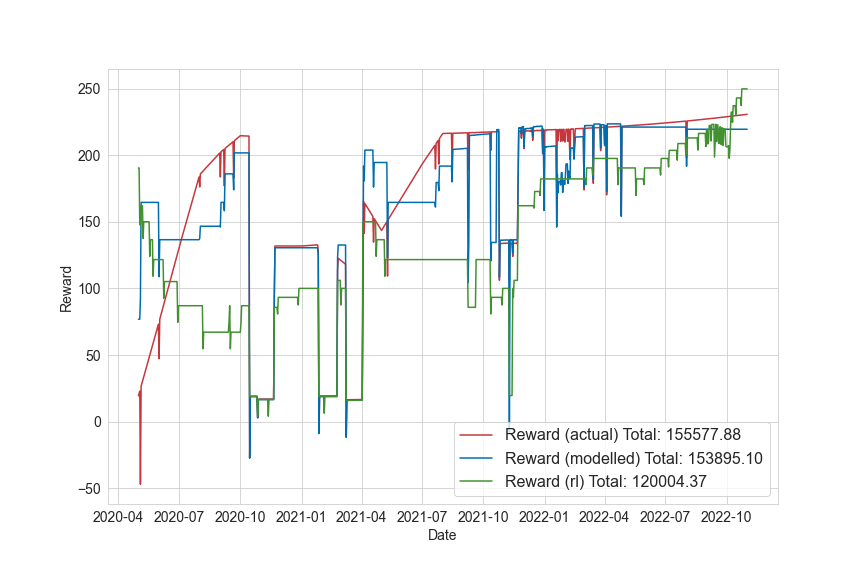 250
200
150
100
50
0
−50
Reward
2020-04 2020-07 2020-10 2021-01 2021-04 2021-07 2021-10 2022-01 2022-04 2022-07 2022-10
Date
Reward (actual) Total: 155577.88
Reward (modelled) Total: 153895.10
Reward (rl) Total: 120004.37